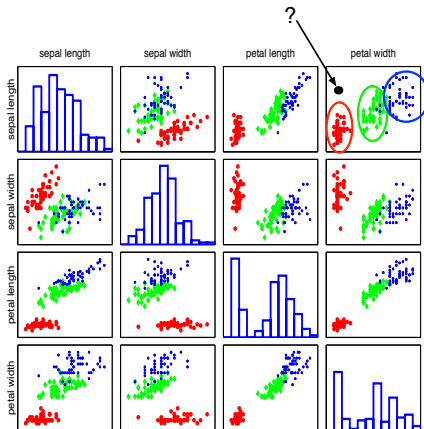 ?
sepal length sepal width petal length petal width
sepal length
sepal width
petal length
petal width